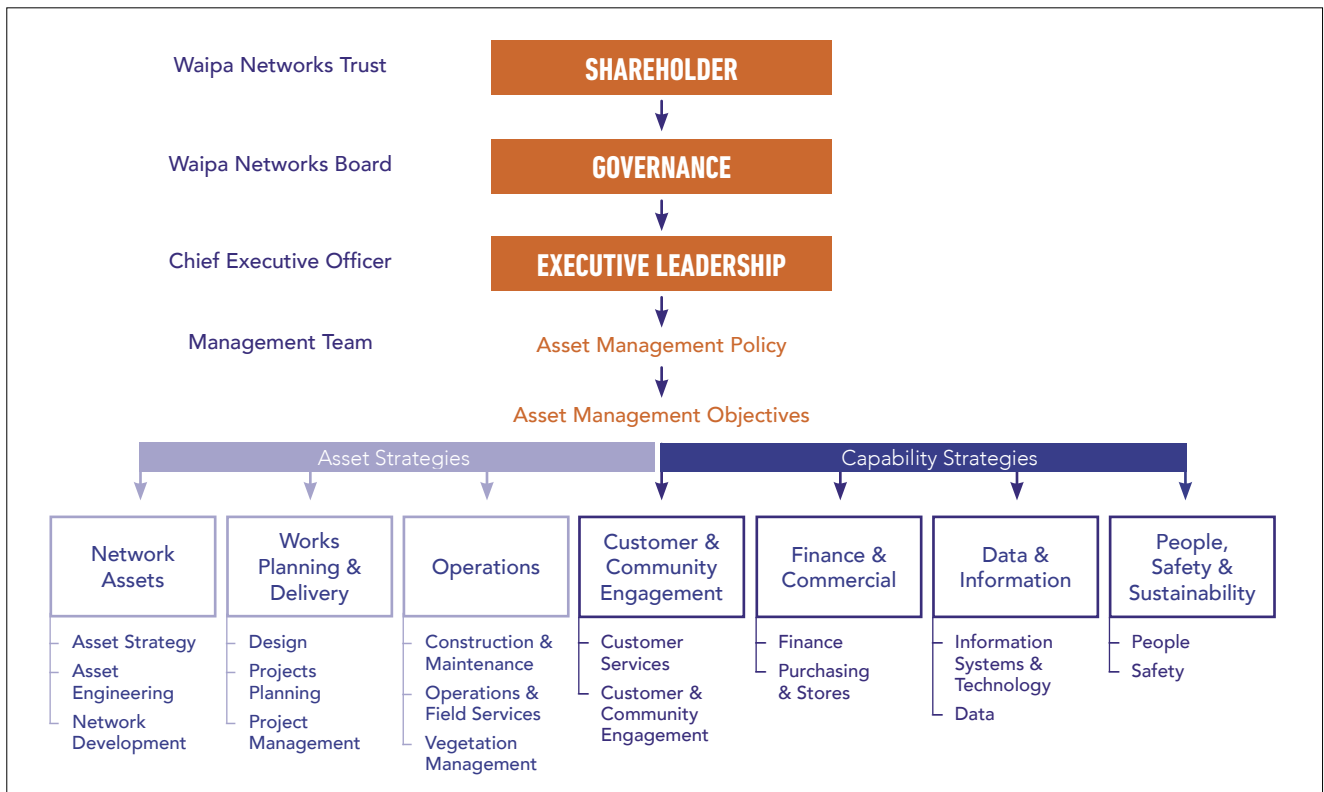 Waipa Networks Trust
SHAREHOLDER
Waipa Networks Board
GOVERNANCE
Chief Executive Officer
EXECUTIVE LEADERSHIP
Management Team
Asset Management Policy
Asset Management Objectives
Asset Strategies
Capability Strategies
Network
Assets
Works
Planning &
Delivery
Operations
Customer &
Community
Engagement
Finance &
Commercial
Data &
Information
People,
Safety &
Sustainability
Asset Strategy
Asset
Engineering
Network
Development
Design
Projects
Planning
Project
Management
Construction &
Maintenance
Operations &
Field Services
Vegetation
Management
Customer
Services
Customer &
Community
Engagement
Finance
Purchasing
& Stores
Information
Systems &
Technology
Data
People
Safety